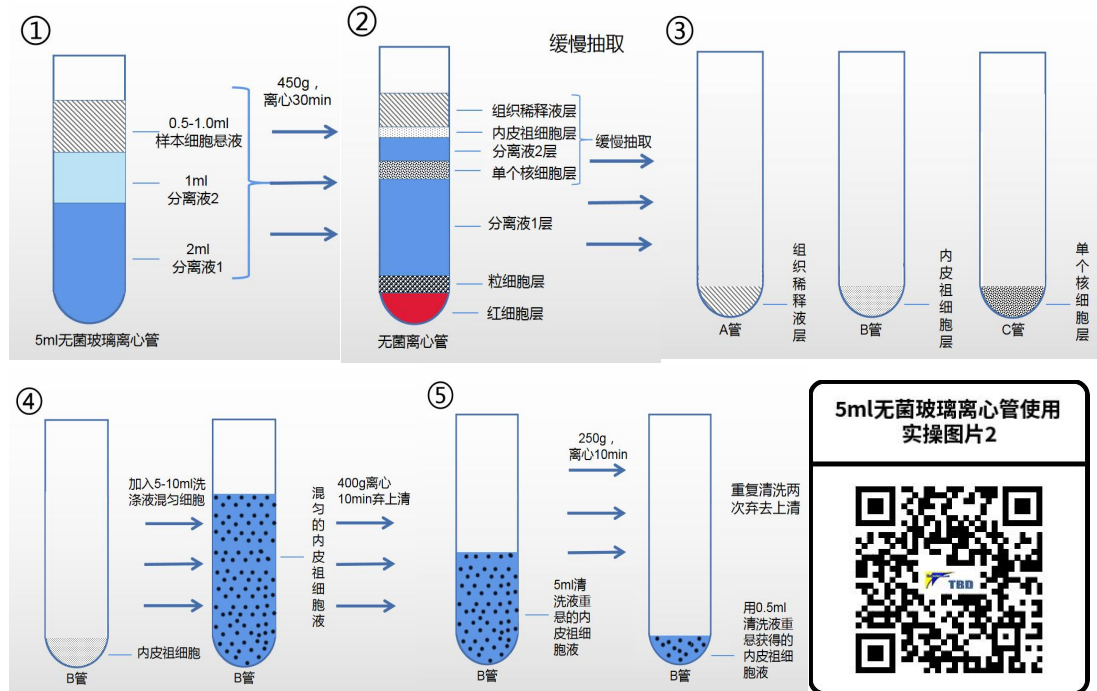 ①
450g，
离心30min
0.5-1.0ml
样本细胞悬液
1ml
分离液2
2ml
分离液1
5ml无菌玻璃离心管
②
缓慢抽取
组织稀释液层
内皮祖细胞层
分离液2层
单个核细胞层
缓慢抽取
分离液1层
粒细胞层
红细胞层
无菌离心管
③
组织稀释液层
A管
内皮祖细胞层
B管
单个核细胞层
C管
④
加入5-10ml洗
涤液混匀细胞
内皮祖细胞
B管
混匀的内皮祖细胞液
B管
400g离心
10min弃上清
⑤
250g，
离心10min
重复清洗两
次弃去上清
5ml清
洗液重
悬的内
皮祖细
胞液
B管
用0.5ml
清洗液重
悬获得的
内皮祖细
胞液
B管
5ml无菌玻璃离心管使用
实操图片2
TBD